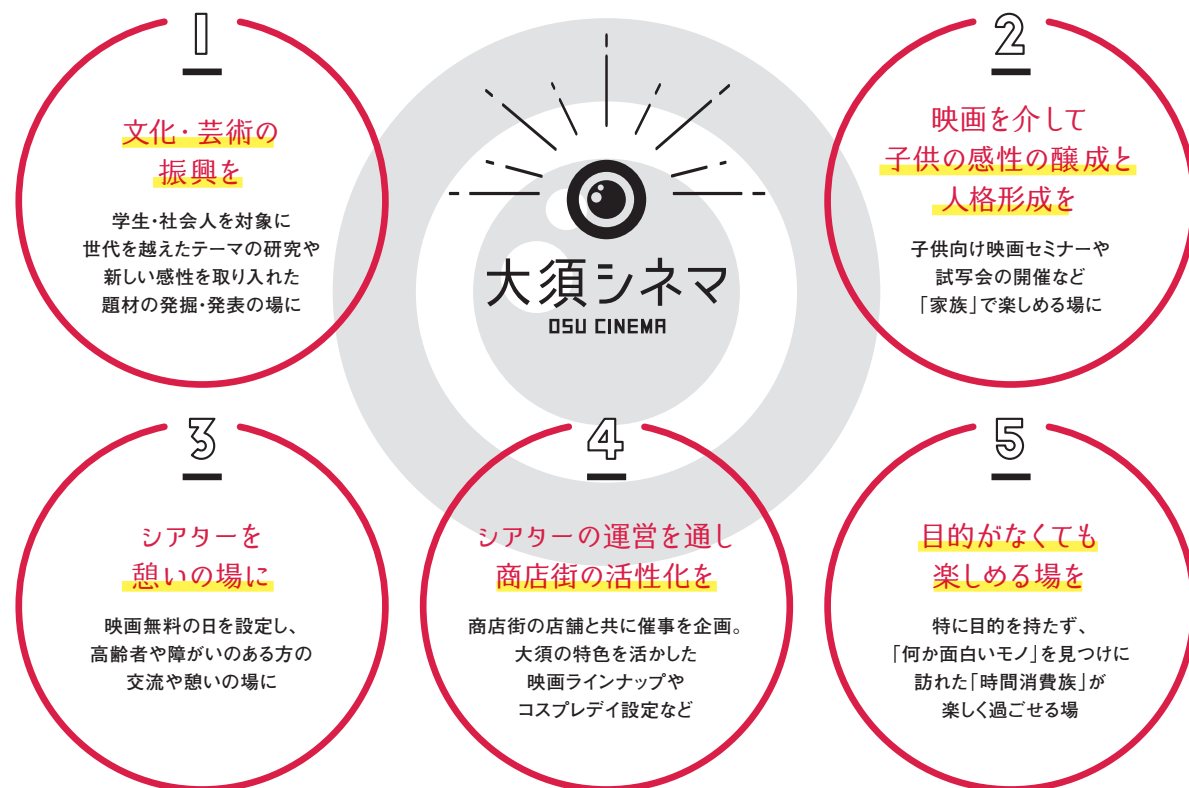 1
文化・芸術の
振興を
学生・社会人を対象に
世代を越えたテーマの研究や
新しい感性を取り入れた
題材の発掘・発表の場に
大須シネマ
OSU CINEMA
2
映画を介して
子供の感性の醸成と
人格形成を
子供向け映画セミナーや
試写会の開催など
「家族」で楽しめる場に
3
シアターを
憩いの場に
映画無料の日を設定し、
高齢者や障がいのある方の
交流や憩いの場に
4
シアターの運営を通し
商店街の活性化を
商店街の店舗と共に催事を企画。
大須の特色を活かした
映画ラインナップや
コスプレデイ設定など
5
目的がなくても
楽しめる場を
特に目的を持たず、
「何か面白いモノ」を見つけに
訪れた「時間消費族」が
楽しく過ごせる場